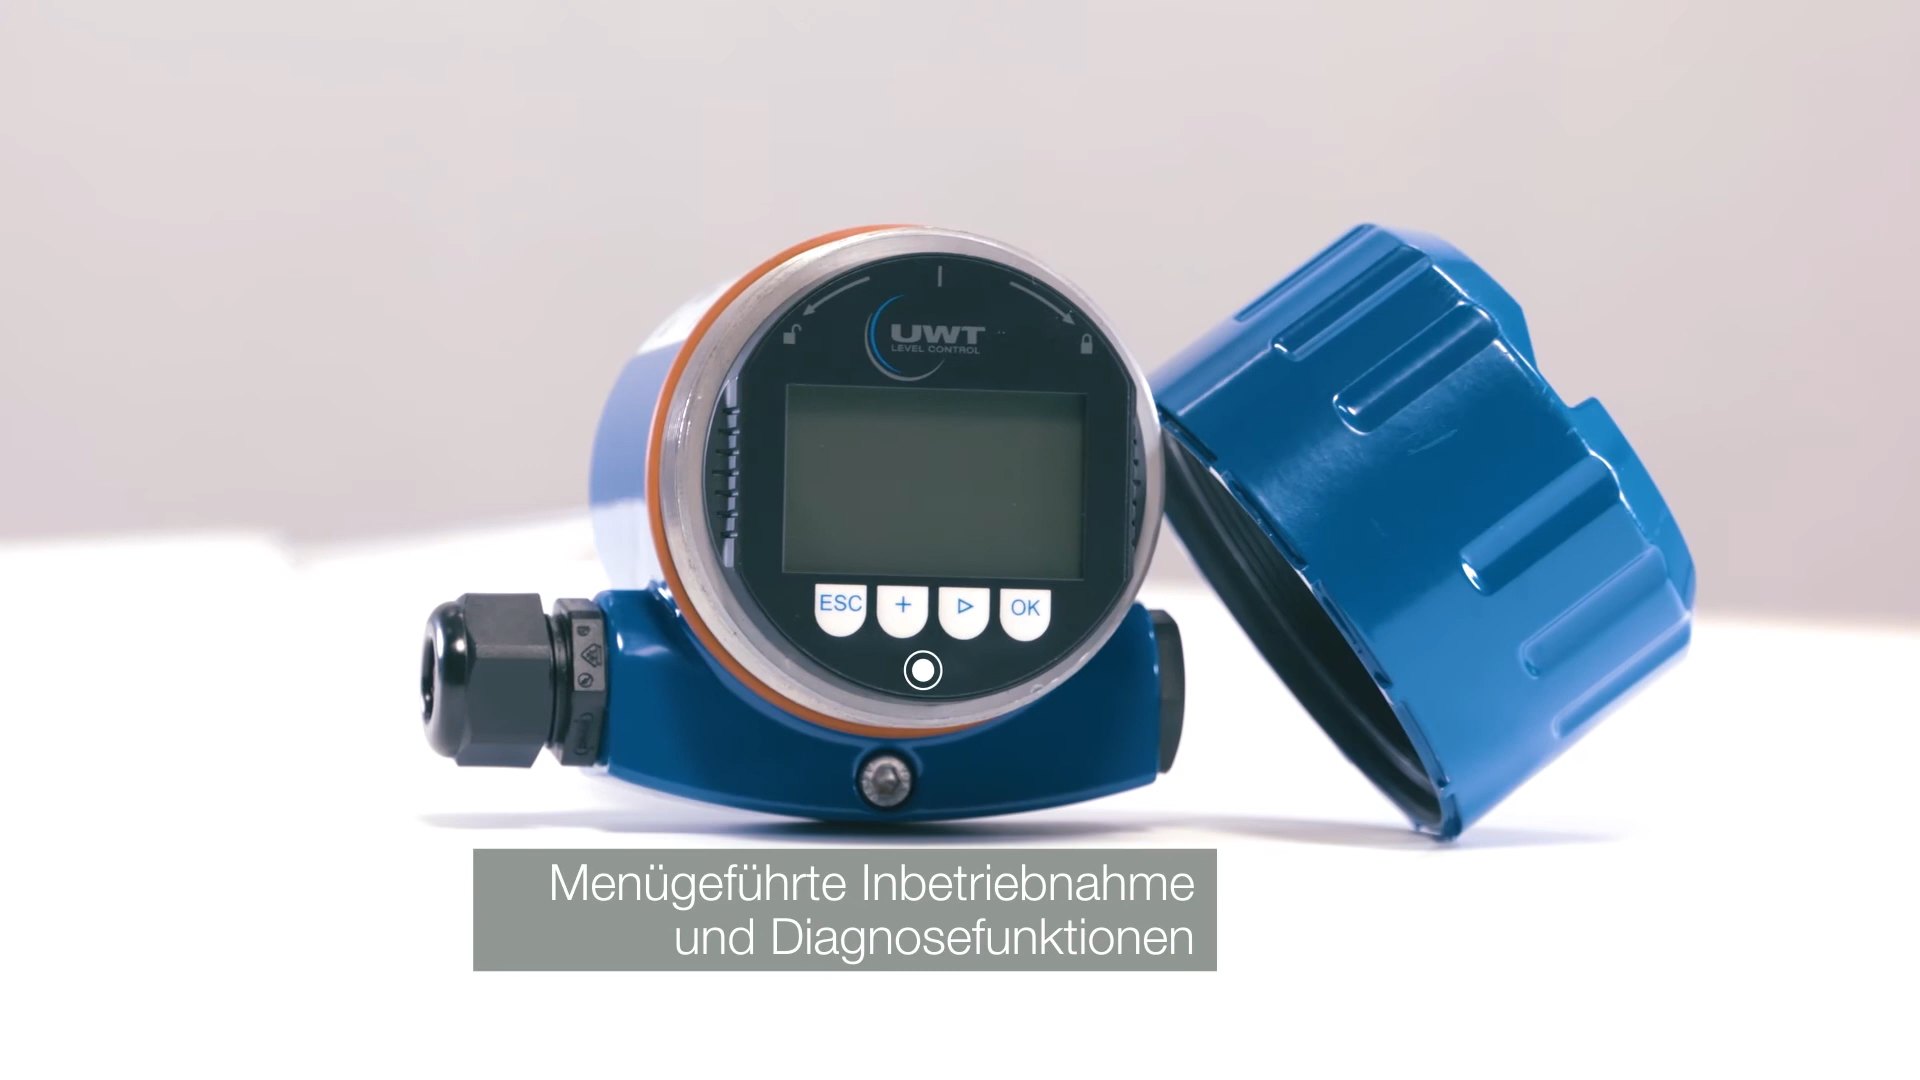 UWT
LEVEL CONTROL
ESC + ▷ OK
Menügeführte Inbetriebnahme
und Diagnosefunktionen